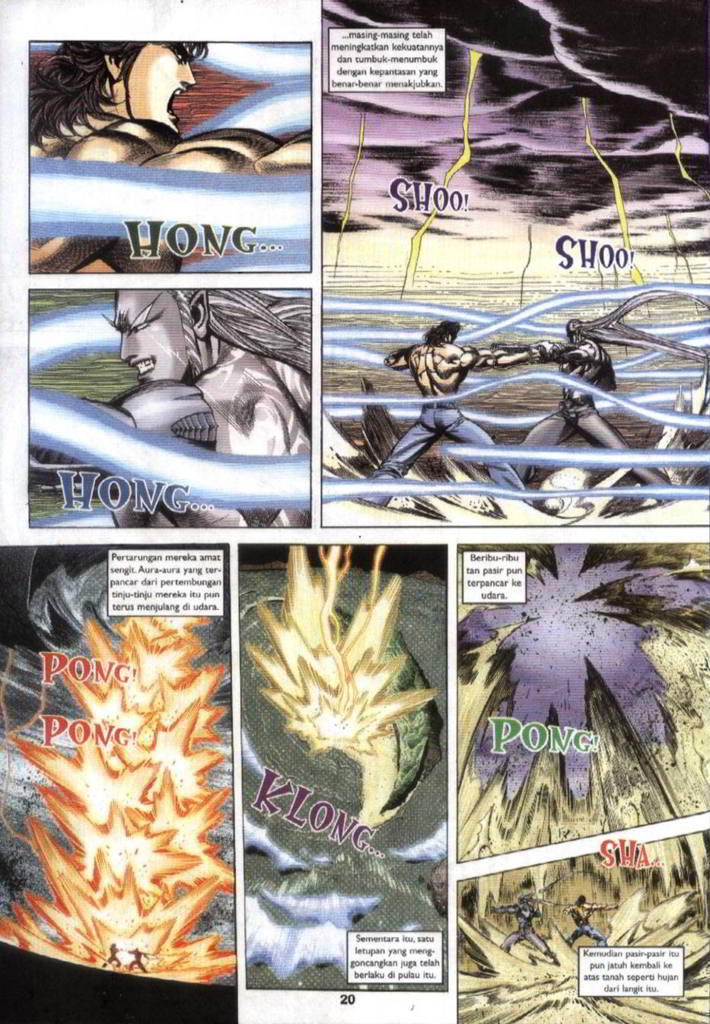 HONG...
HONG...
...masing-masing telah
meningkatkan kekuatannya
dan tumbuk-menumbuk
dengan kepantasan yang
benar-benar menakjubkan.
SHOO!
SHOO!
Pertarungan mereka amat
sengit. Aura-aura yang ter-
pancar dari pertembungan
tinju-tinju mereka itu pun
terus menjulang di udara.
PONG!
PONG!
KLONG...
Sementara itu, satu
letupan yang meng-
goncangkan juga telah
berlaku di pulau itu.
Beribu-ribu
tan pasir pun
terpancar ke
udara.
PONG!
SHA...
Kemudian pasir-pasir itu
pun jatuh kembali ke
atas tanah seperti hujan
dari langit itu.
20